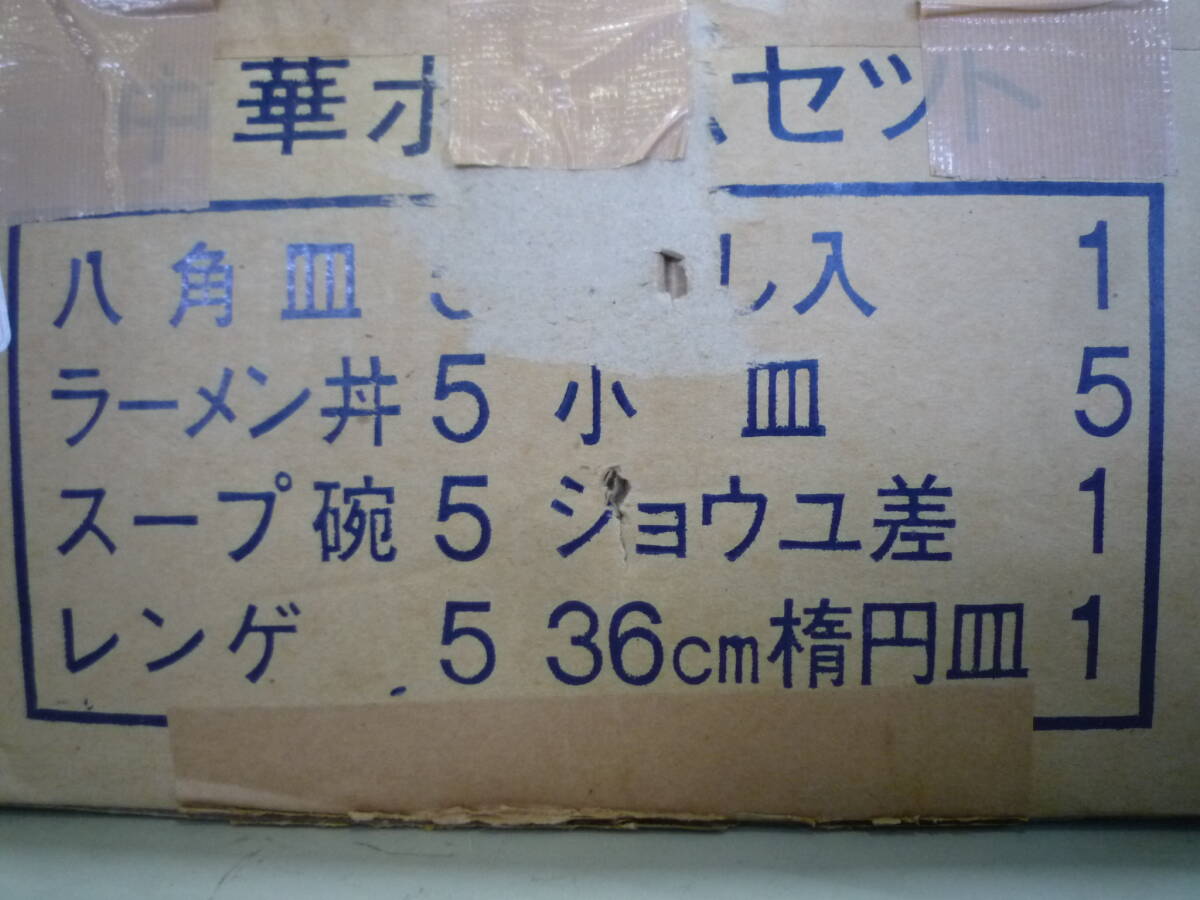 中華ホ セット
八角皿 し入 1
ラーメン丼 5 小皿 5
スープ碗 5 ショウユ差 1
レンゲ 5 36cm楕円皿 1